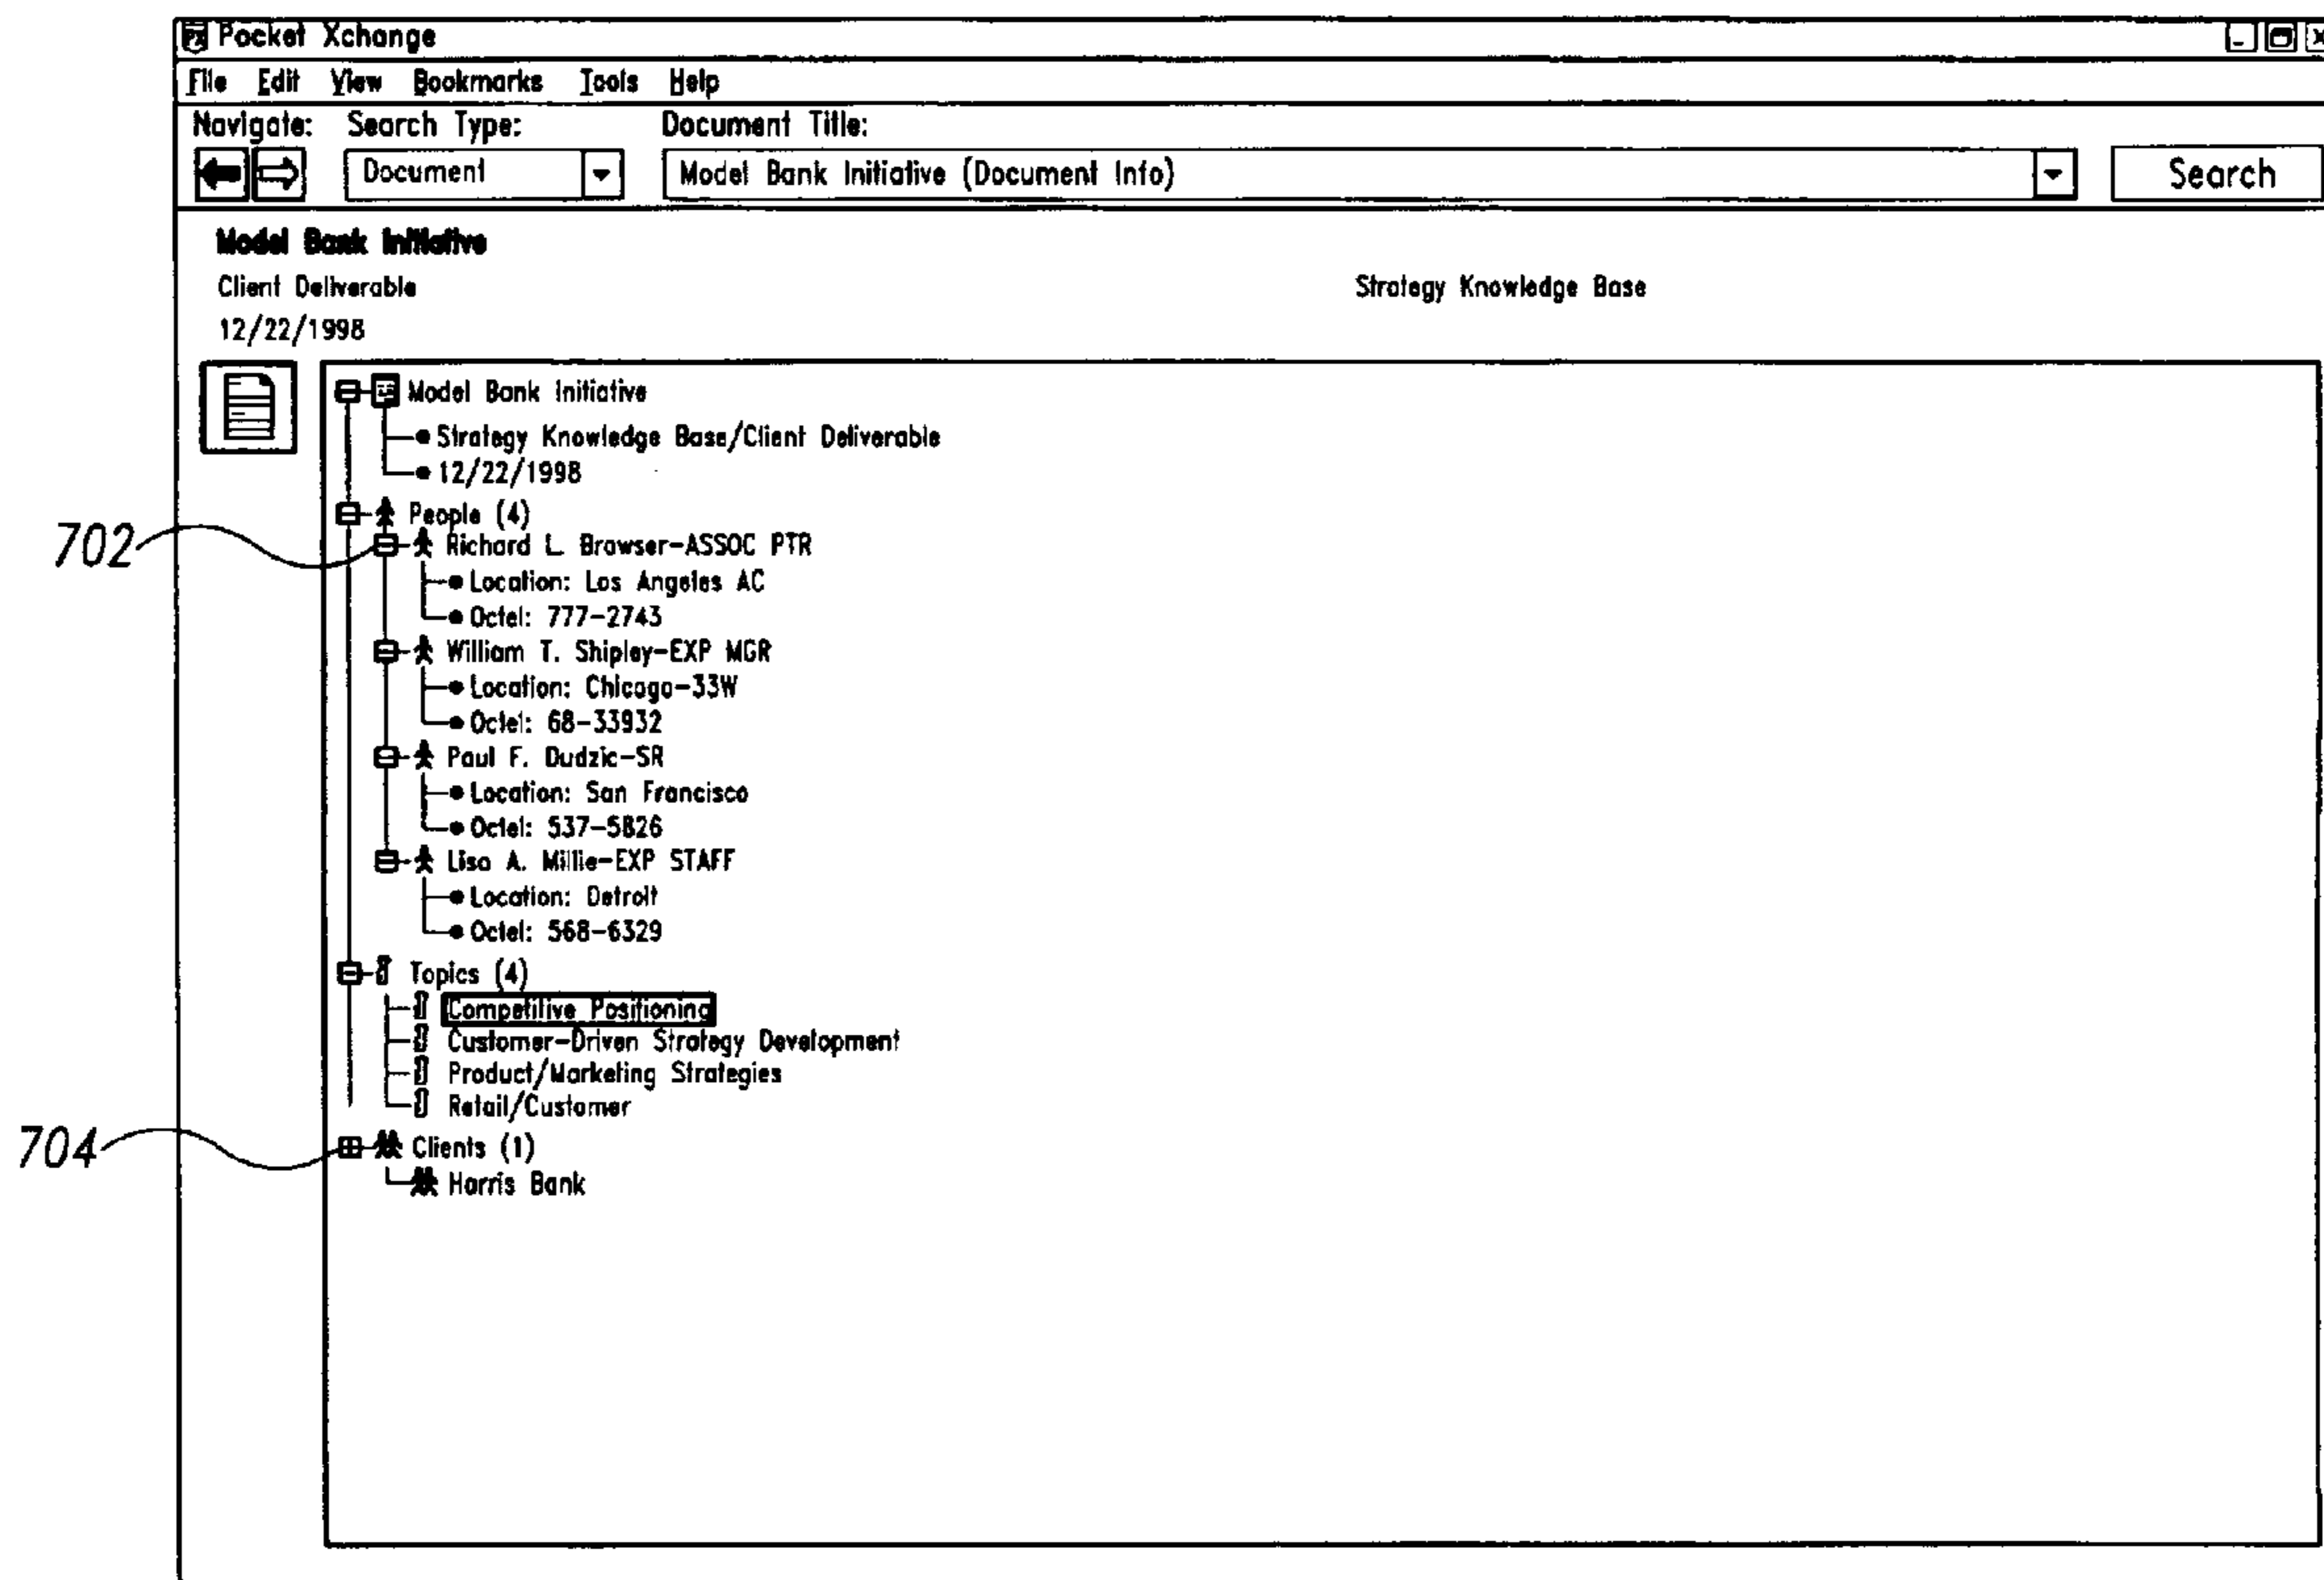 Pocket Xchange
File Edit View Bookmarks Tools Help
Navigate: Search Type: Document Title:
Document Model Bank Initiative (Document Info) Search
Model Bank Initiative
Client Deliverable Strategy Knowledge Base
12/22/1998
Model Bank Initiative
Strategy Knowledge Base/Client Deliverable
12/22/1998
People (4)
702
Richard L. Browser-ASSOC PTR
Location: Los Angeles AC
Octel: 777-2743
William T. Shipley-EXP MGR
Location: Chicago-33W
Octel: 68-33932
Paul F. Dudzic-SR
Location: San Francisco
Octel: 537-5826
Lisa A. Millie-EXP STAFF
Location: Detroit
Octel: 568-6329
Topics (4)
Competitive Positioning
Customer-Driven Strategy Development
Product/Marketing Strategies
Retail/Customer
704
Clients (1)
Harris Bank